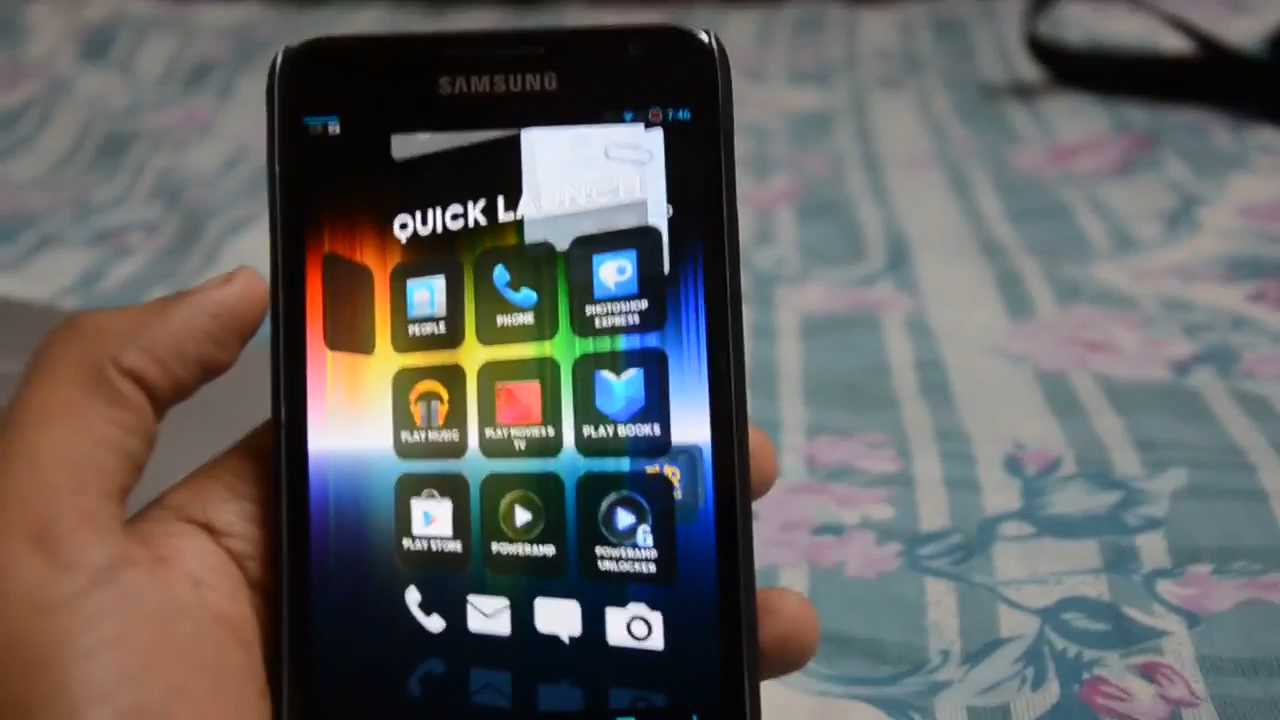 SAMSUNG
7:46
QUICK LAUNCH
PEOPLE
PHONE
PHOTOSHOP
EXPRESS
PLAY MUSIC
PLAY MOVIES &
TV
PLAY BOOKS
PLAY STORE
POWERAMP
POWERAMP
UNLOCKER